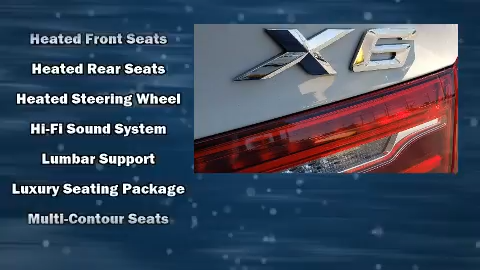 Heated Front Seats
Heated Rear Seats
Heated Steering Wheel
Hi-Fi Sound System
Lumbar Support
Luxury Seating Package
Multi-Contour Seats
X6